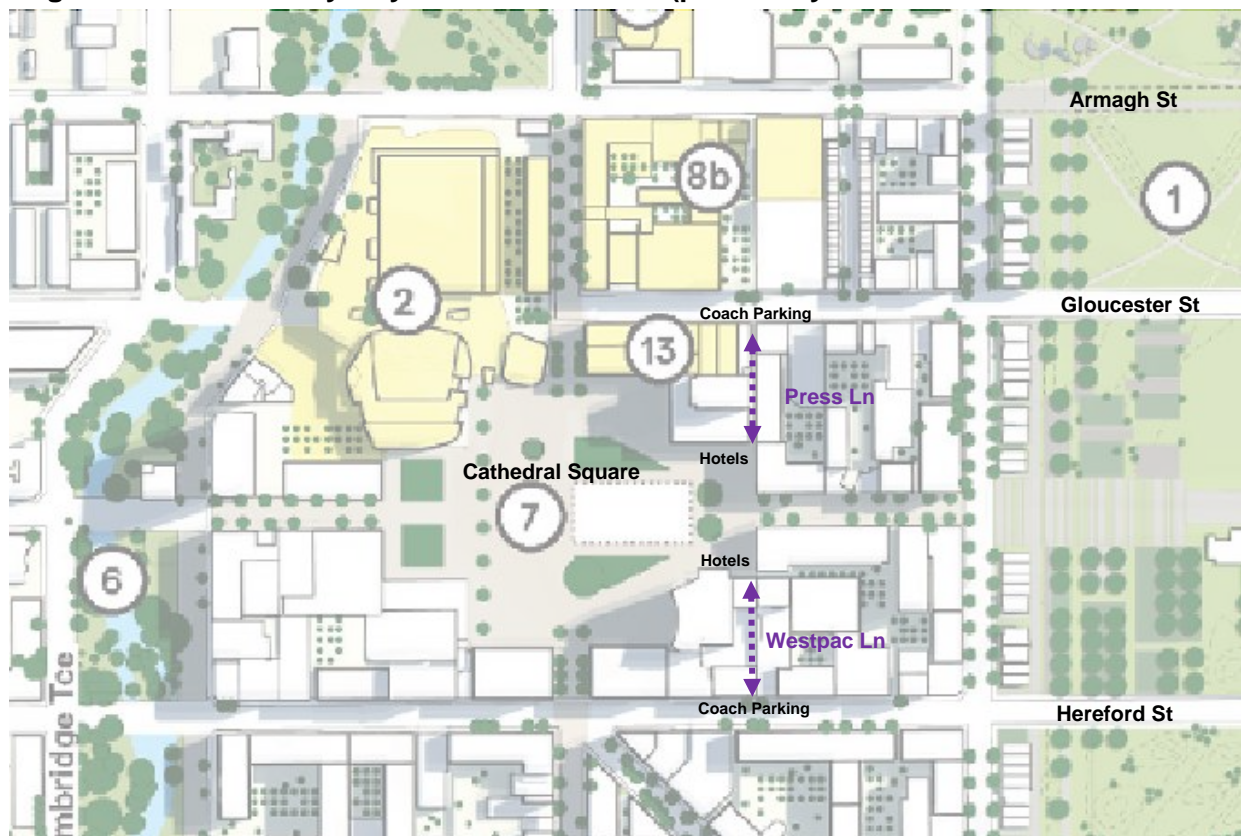 Armagh St
8b
1
2
Gloucester St
Coach Parking
13
Press Ln
Hotels
Cathedral Square
7
Hotels
6
Westpac Ln
Coach Parking
Hereford St
mbridge Tce